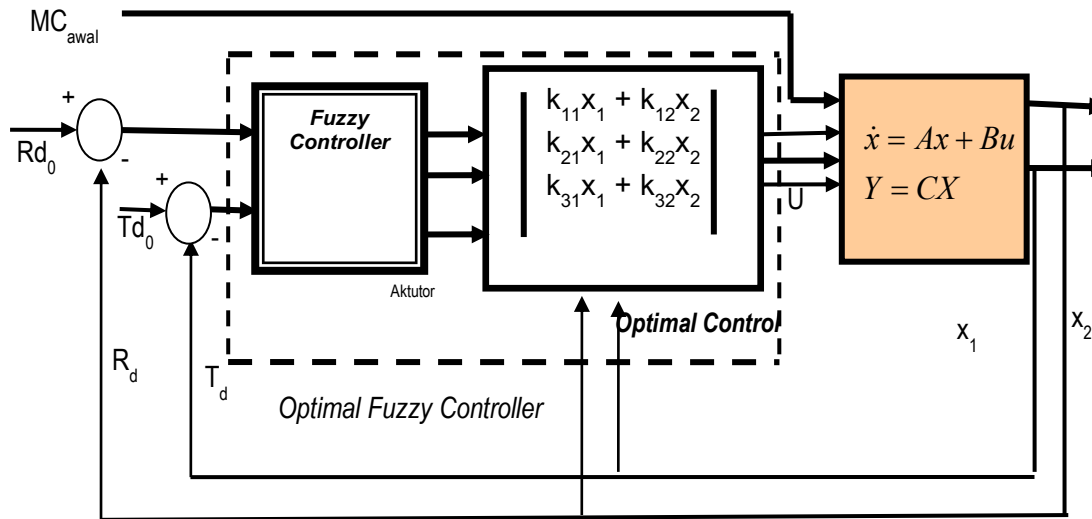 MC_awal
+
-
Rd_0
+
-
Td_0
Fuzzy
Controller
Aktutor
k_11x_1 + k_12x_2
k_21x_1 + k_22x_2
k_31x_1 + k_32x_2
U
ẋ = Ax + Bu
Y = CX
Optimal Control
x_1
x_2
R_d
T_d
Optimal Fuzzy Controller